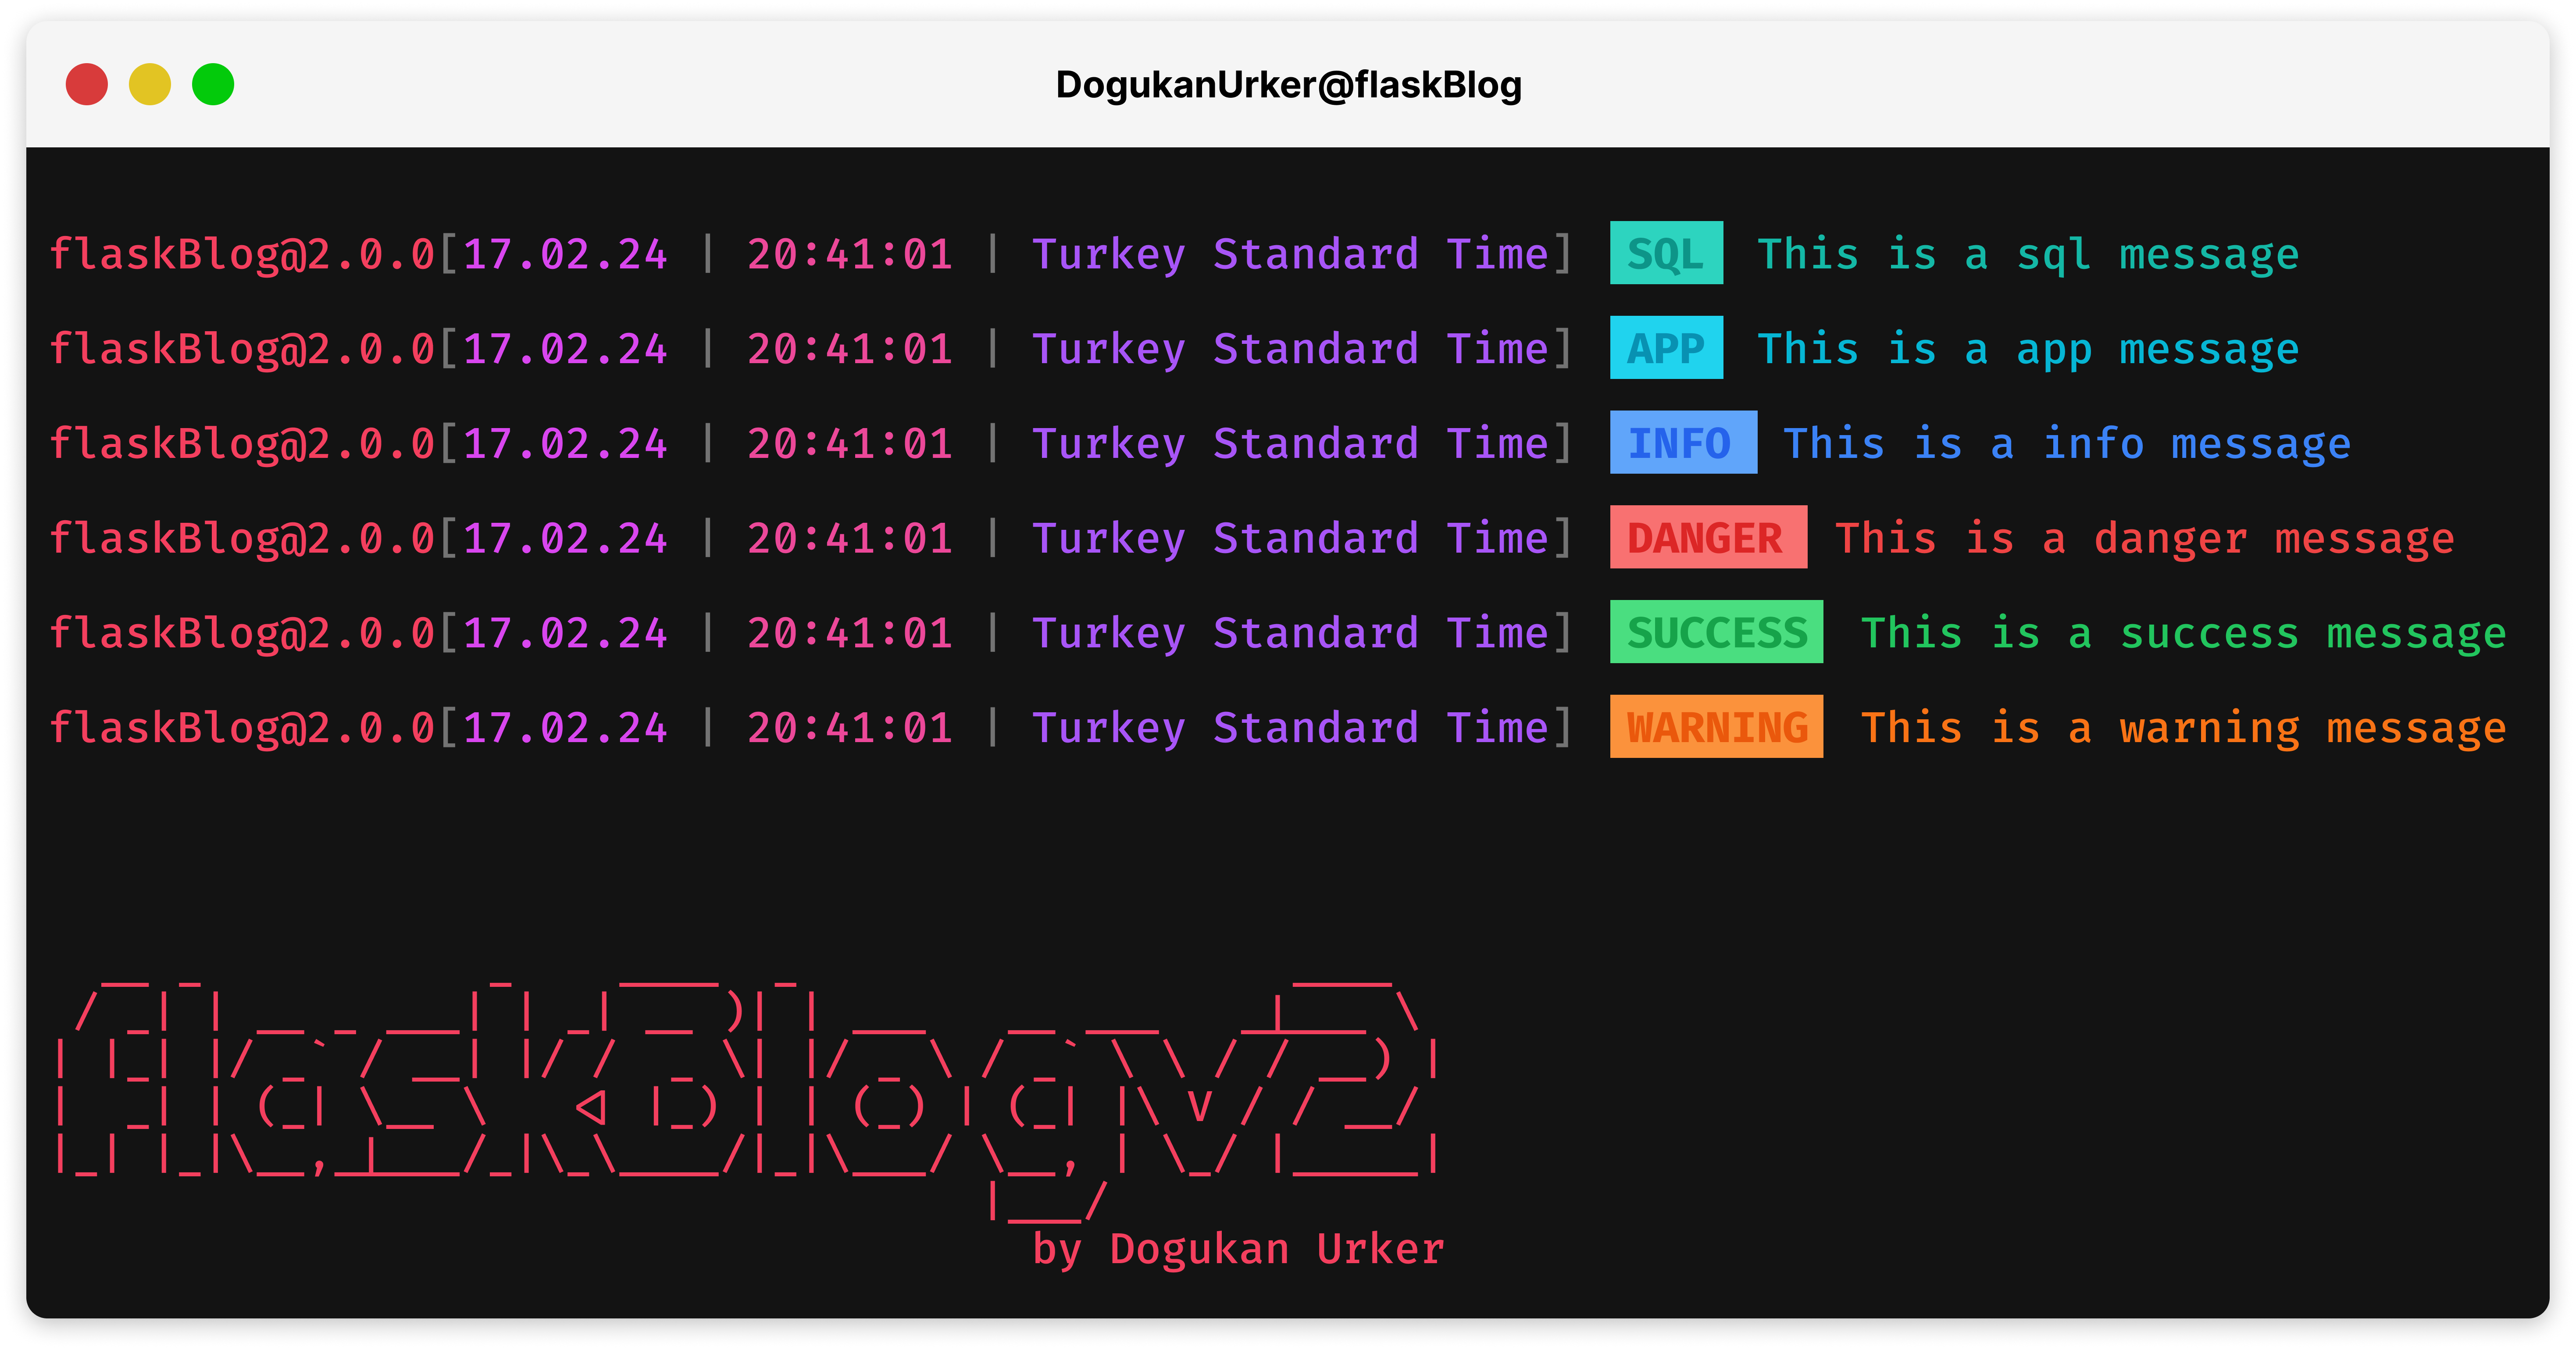 DogukanUrker@flaskBlog
flaskBlog@2.0.0[17.02.24 | 20:41:01 | Turkey Standard Time] SQL This is a sql message
flaskBlog@2.0.0[17.02.24 | 20:41:01 | Turkey Standard Time] APP This is a app message
flaskBlog@2.0.0[17.02.24 | 20:41:01 | Turkey Standard Time] INFO This is a info message
flaskBlog@2.0.0[17.02.24 | 20:41:01 | Turkey Standard Time] DANGER This is a danger message
flaskBlog@2.0.0[17.02.24 | 20:41:01 | Turkey Standard Time] SUCCESS This is a success message
flaskBlog@2.0.0[17.02.24 | 20:41:01 | Turkey Standard Time] WARNING This is a warning message
flaskBlogv2
by Dogukan Urker